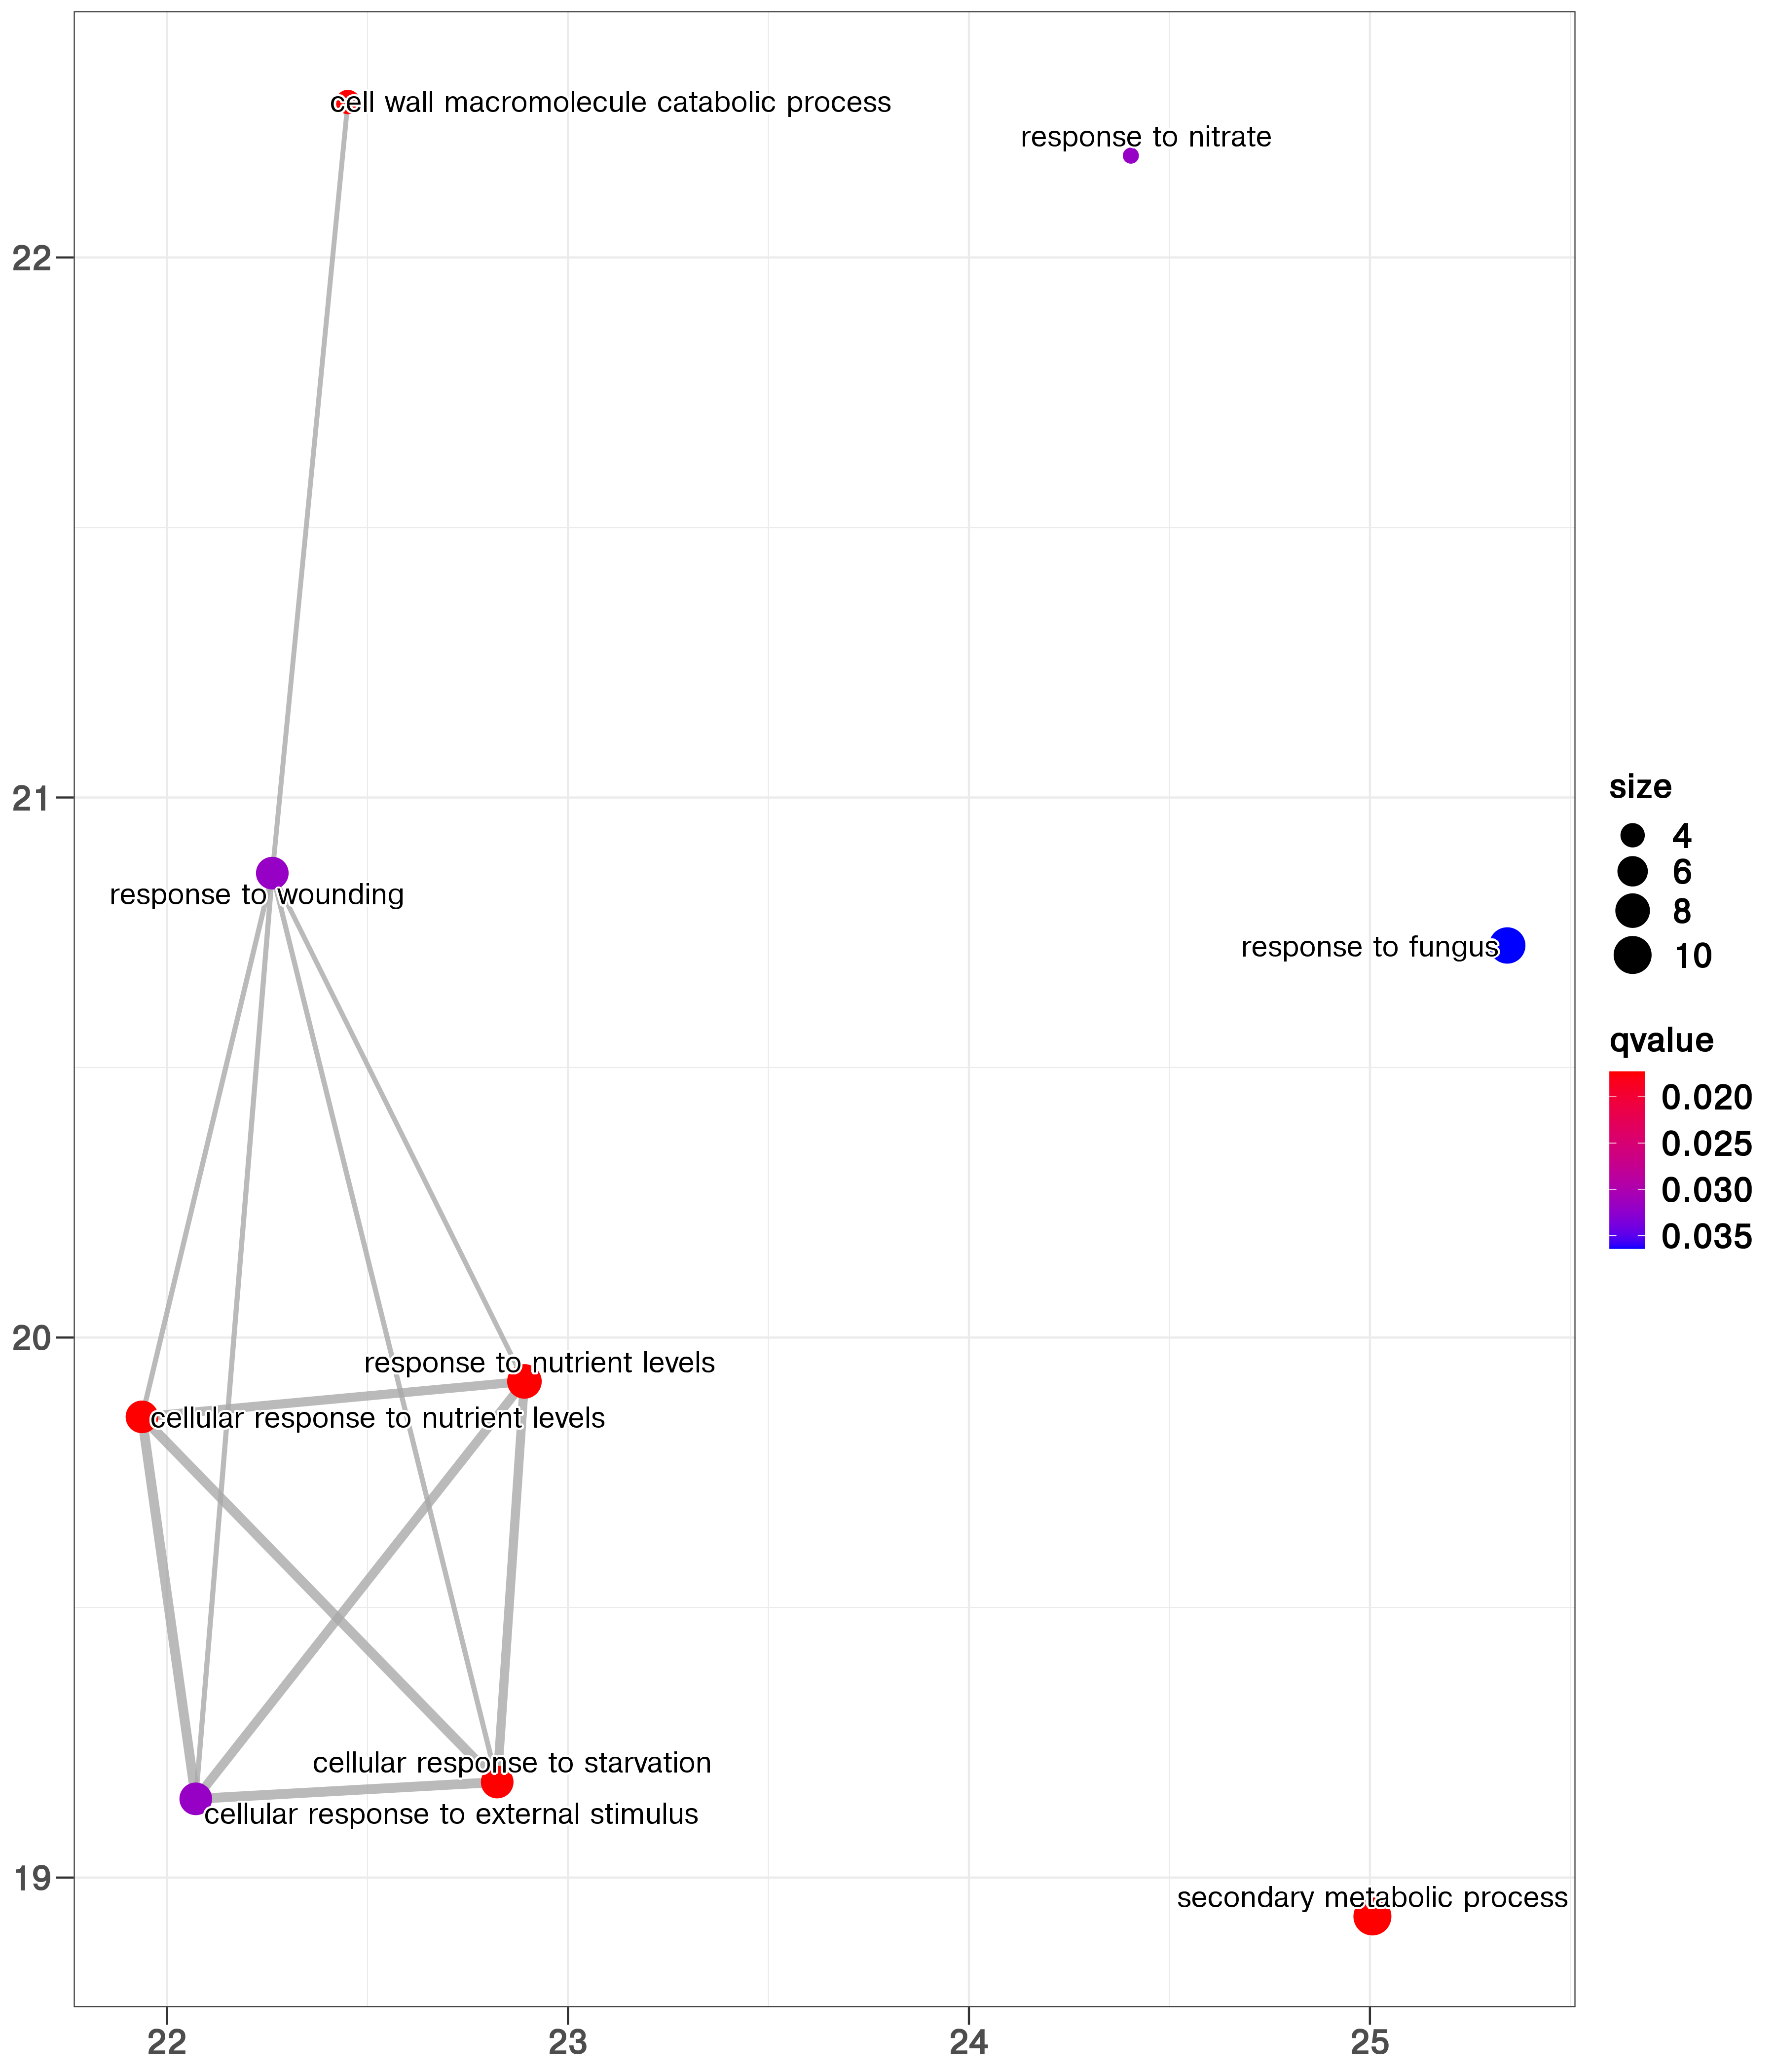 cell wall macromolecule catabolic process
response to nitrate
22
21
response to wounding
response to fungus
20
response to nutrient levels
cellular response to nutrient levels
cellular response to starvation
cellular response to external stimulus
19
secondary metabolic process
22
23
24
25
size
4
6
8
10
qvalue
0.020
0.025
0.030
0.035